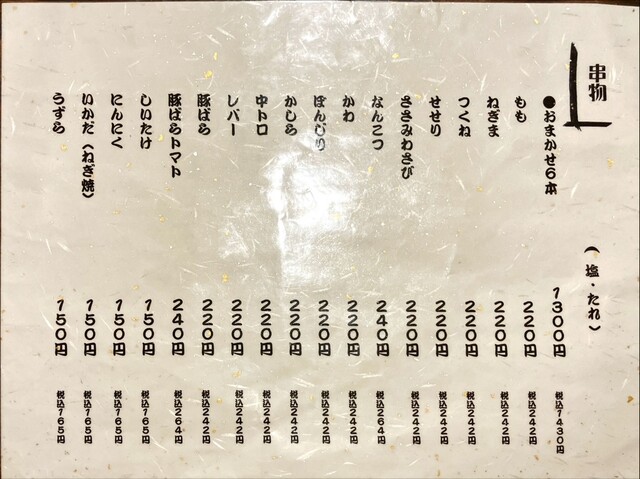 串物 (塩・たれ)
●おまかせ6本 1300円 税込1430円
もも 220円 税込242円
ねぎま 220円 税込242円
つくね 220円 税込242円
せせり 220円 税込242円
ささみわさび 220円 税込242円
なんこつ 240円 税込264円
かわ 220円 税込242円
ぼんじり 220円 税込242円
かしら 220円 税込242円
中トロ 220円 税込242円
レバー 220円 税込242円
豚ばら 220円 税込242円
豚ばらトマト 240円 税込264円
しいたけ 150円 税込165円
にんにく 150円 税込165円
いかだ(ねぎ焼) 150円 税込165円
うずら 150円 税込165円